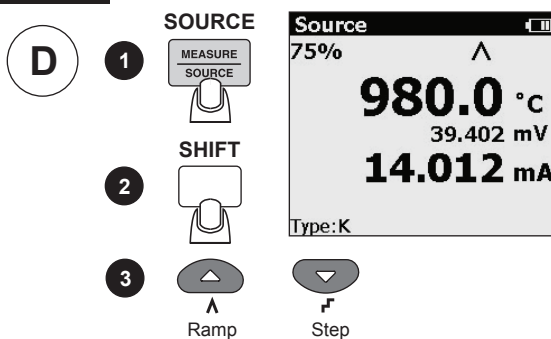 D
1
SOURCE
MEASURE
SOURCE
2
SHIFT
3
Ramp
Step
Source
75%
980.0 °C
39.402 mV
14.012 mA
Type:K